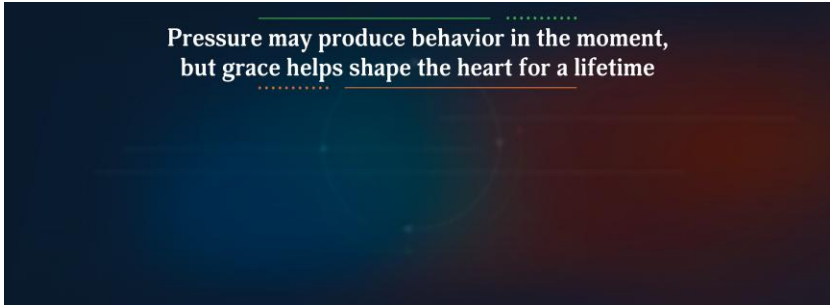 Pressure may produce behavior in the moment,
but grace helps shape the heart for a lifetime